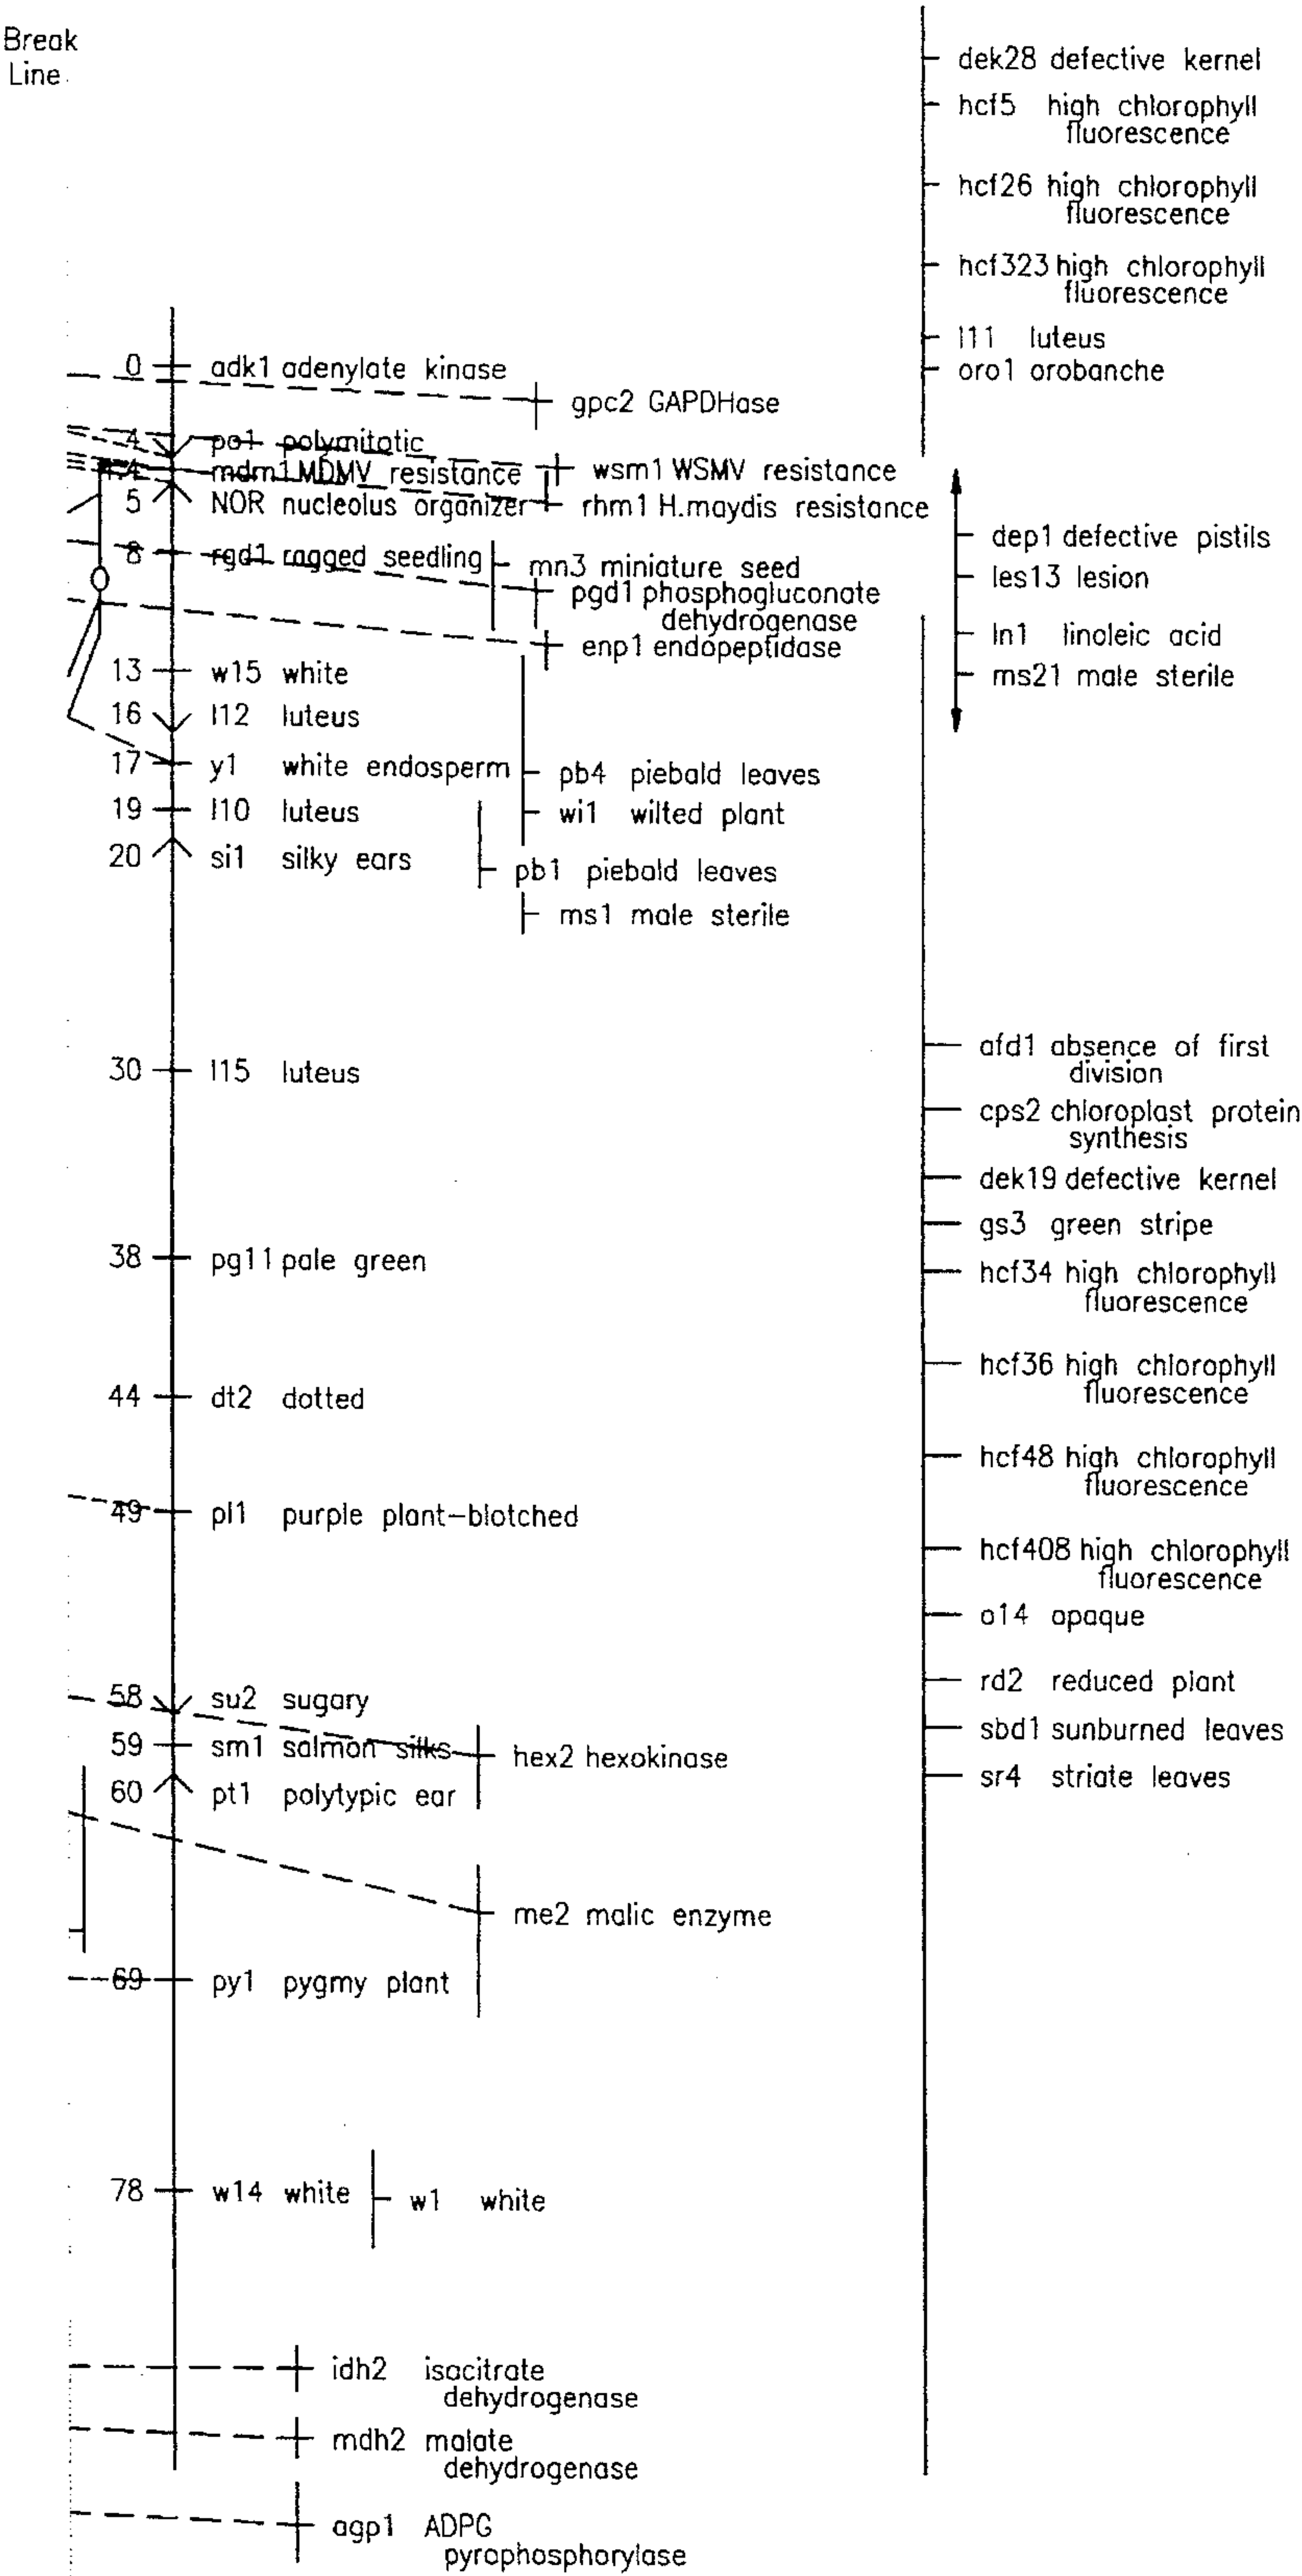 Break
Line
0 adk1 adenylate kinase
gpc2 GAPDHase
4 po1 polymitotic
wsm1 WSMV resistance
4 mdm1 MDMV resistance
5 NOR nucleolus organizer
rhm1 H.maydis resistance
8 rgd1 ragged seedling
mn3 miniature seed
pgd1 phosphogluconate
dehydrogenase
enp1 endopeptidase
13 w15 white
16 l12 luteus
17 y1 white endosperm
pb4 piebald leaves
19 l10 luteus
wi1 wilted plant
20 si1 silky ears
pb1 piebald leaves
ms1 male sterile
30 l15 luteus
38 pg11 pale green
44 dt2 dotted
49 pl1 purple plant-blotched
58 su2 sugary
59 sm1 salmon silks
hex2 hexokinase
60 pt1 polytypic ear
me2 malic enzyme
69 py1 pygmy plant
78 w14 white
w1 white
idh2 isocitrate
dehydrogenase
mdh2 malate
dehydrogenase
agp1 ADPG
pyrophosphorylase
dek28 defective kernel
hcf5 high chlorophyll
fluorescence
hcf26 high chlorophyll
fluorescence
hcf323 high chlorophyll
fluorescence
l11 luteus
oro1 orobanche
dep1 defective pistils
les13 lesion
ln1 linoleic acid
ms21 male sterile
afd1 absence of first
division
cps2 chloroplast protein
synthesis
dek19 defective kernel
gs3 green stripe
hcf34 high chlorophyll
fluorescence
hcf36 high chlorophyll
fluorescence
hcf48 high chlorophyll
fluorescence
hcf408 high chlorophyll
fluorescence
o14 opaque
rd2 reduced plant
sbd1 sunburned leaves
sr4 striate leaves